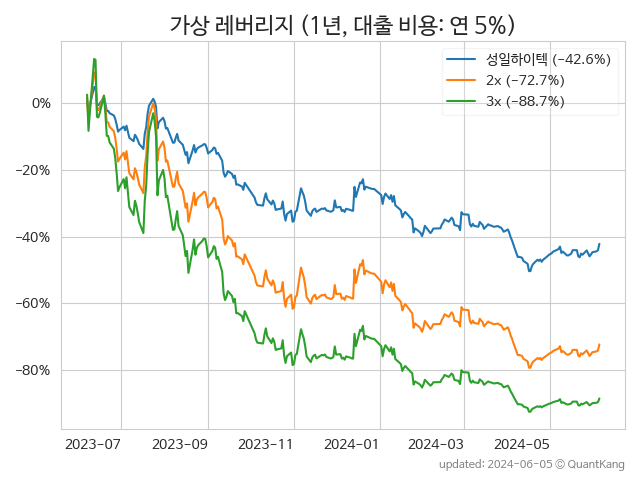 가상 레버리지 (1년, 대출 비용: 연 5%)
성일하이텍 (−42.6%)
2x (−72.7%)
3x (−88.7%)
0%
−20%
−40%
−60%
−80%
2023-07
2023-09
2023-11
2024-01
2024-03
2024-05
updated: 2024-06-05 © QuantKang